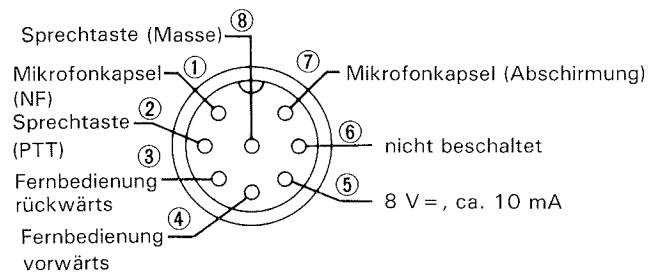 ⑧
Sprechtaste (Masse)
① ⑦
Mikrofonkapsel
(NF)
Mikrofonkapsel (Abschirmung)
②
Sprechtaste
(PTT)
⑥
nicht beschaltet
③
Fernbedienung
rückwärts
⑤
8 V =, ca. 10 mA
④
Fernbedienung
vorwärts